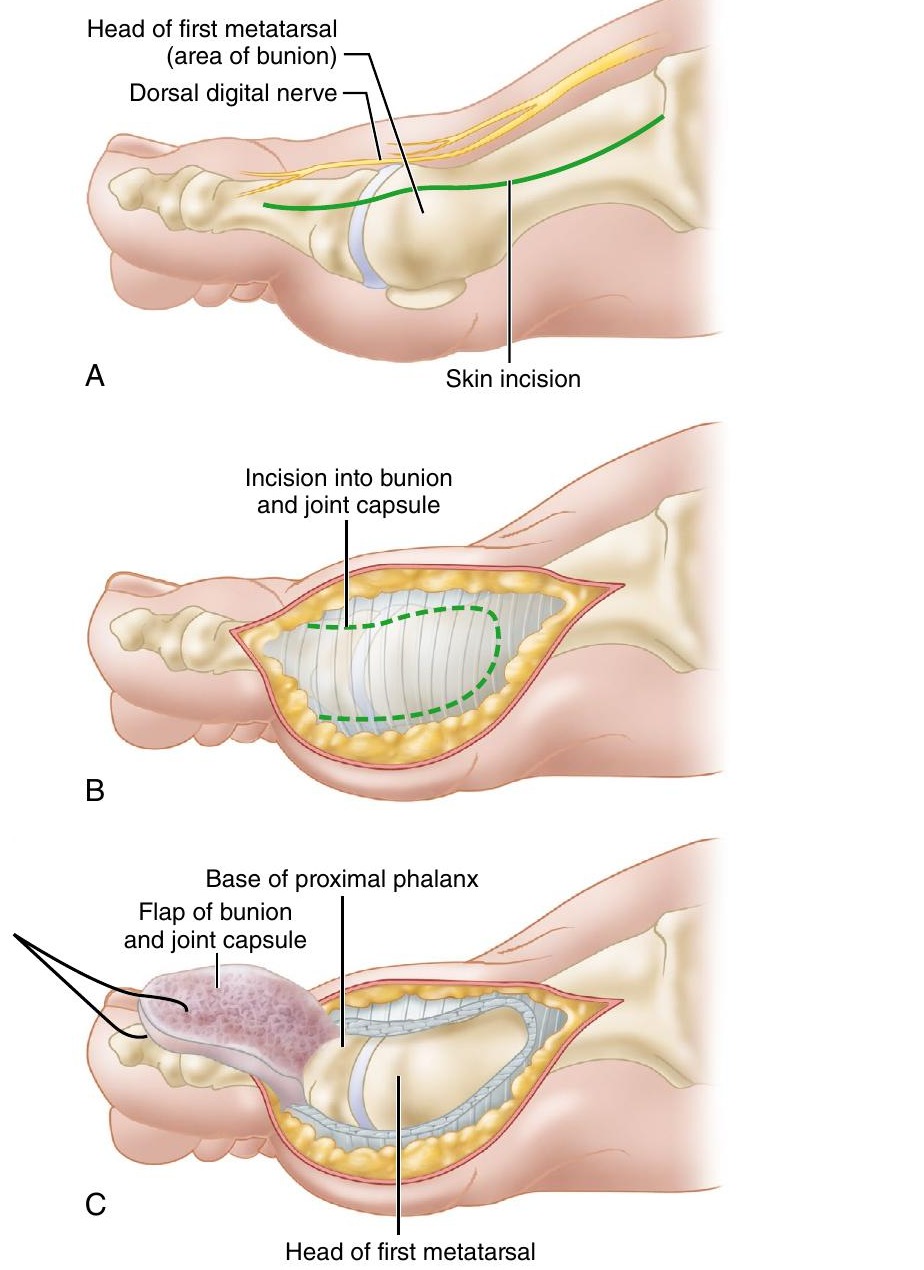 Head of first metatarsal
(area of bunion)
Dorsal digital nerve
A
Skin incision
Incision into bunion
and joint capsule
B
Base of proximal phalanx
Flap of bunion
and joint capsule
C
Head of first metatarsal